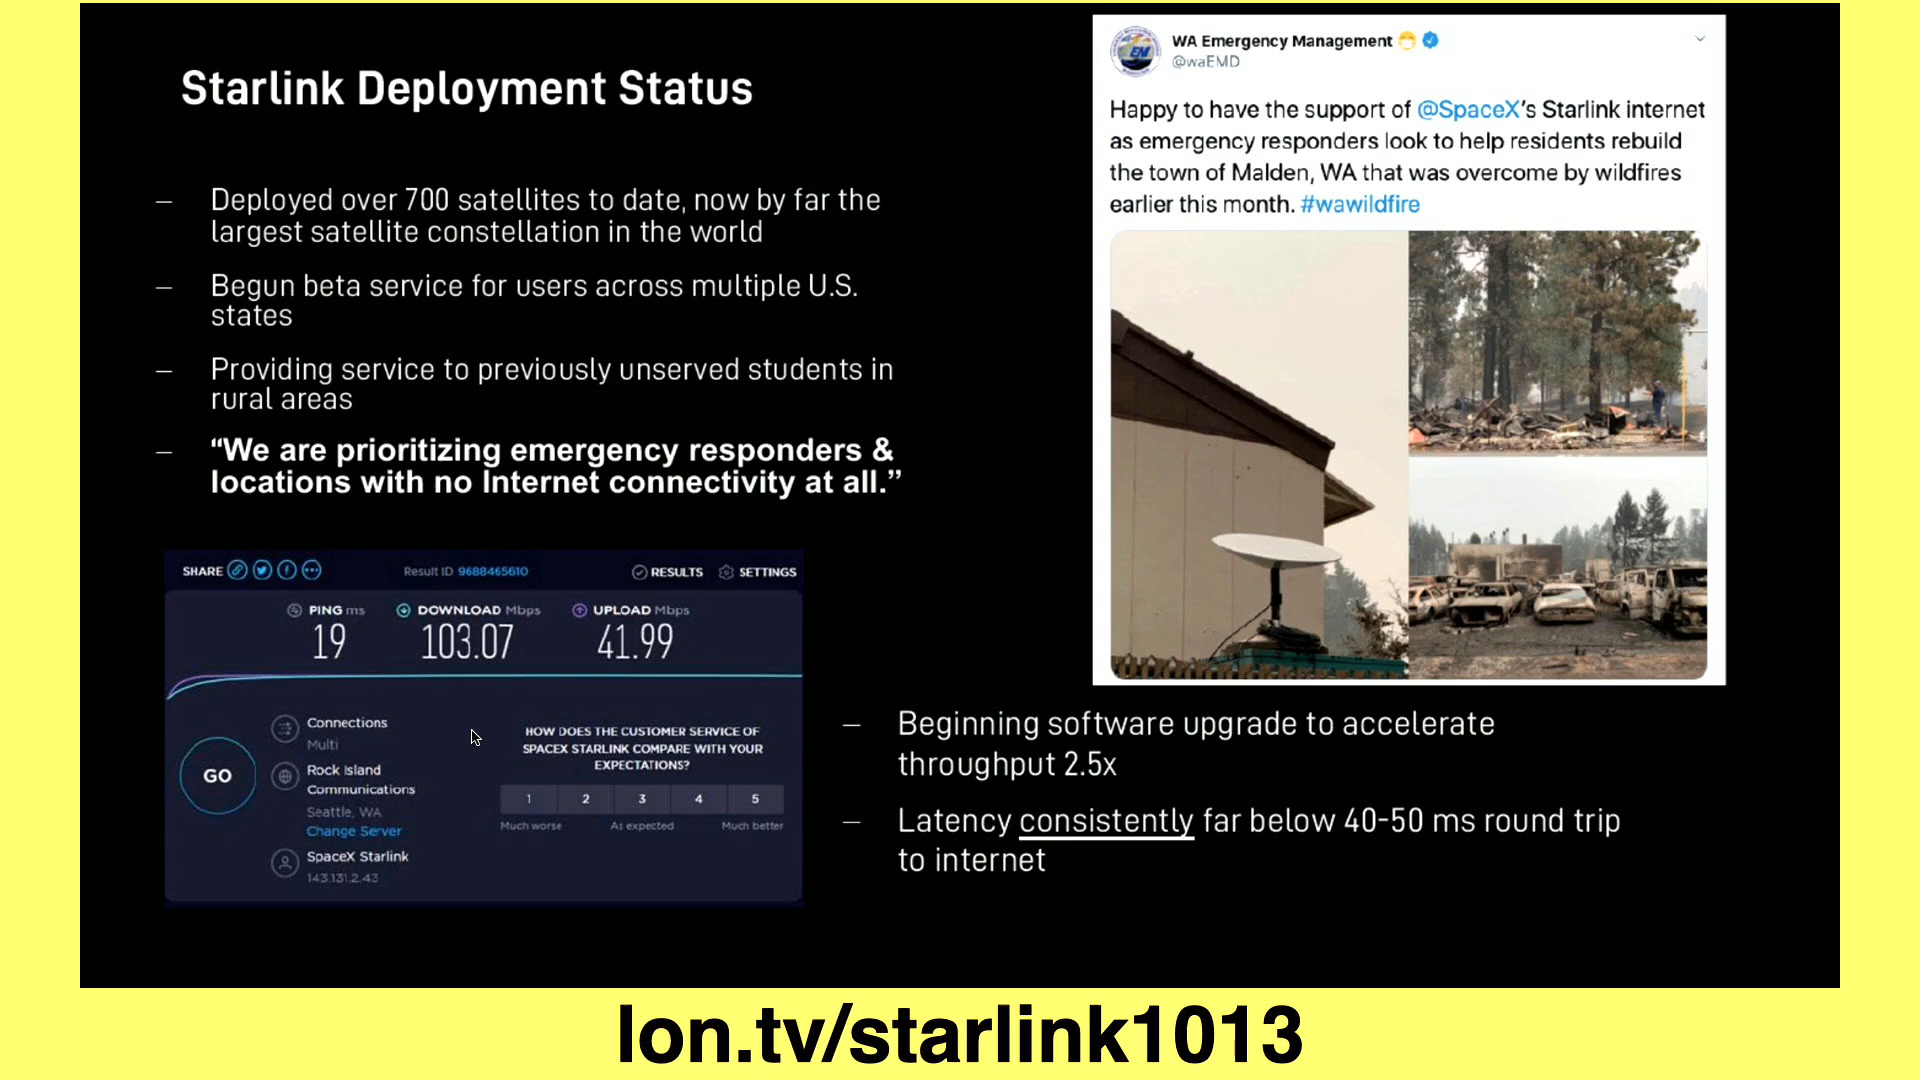 Starlink Deployment Status
– Deployed over 700 satellites to date, now by far the
largest satellite constellation in the world
– Begun beta service for users across multiple U.S.
states
– Providing service to previously unserved students in
rural areas
– “We are prioritizing emergency responders &
locations with no Internet connectivity at all.”
SHARE Result ID 9688465610 RESULTS SETTINGS
PING ms DOWNLOAD Mbps UPLOAD Mbps
19 103.07 41.99
GO
Connections
Multi
Rock Island
Communications
Seattle, WA
Change Server
SpaceX Starlink
143.131.2.43
HOW DOES THE CUSTOMER SERVICE OF
SPACEX STARLINK COMPARE WITH YOUR
EXPECTATIONS?
1 2 3 4 5
Much worse As expected Much better
WA Emergency Management
@waEMD
Happy to have the support of @SpaceX’s Starlink internet
as emergency responders look to help residents rebuild
the town of Malden, WA that was overcome by wildfires
earlier this month. #wawildfire
– Beginning software upgrade to accelerate
throughput 2.5x
– Latency consistently far below 40-50 ms round trip
to internet
lon.tv/starlink1013